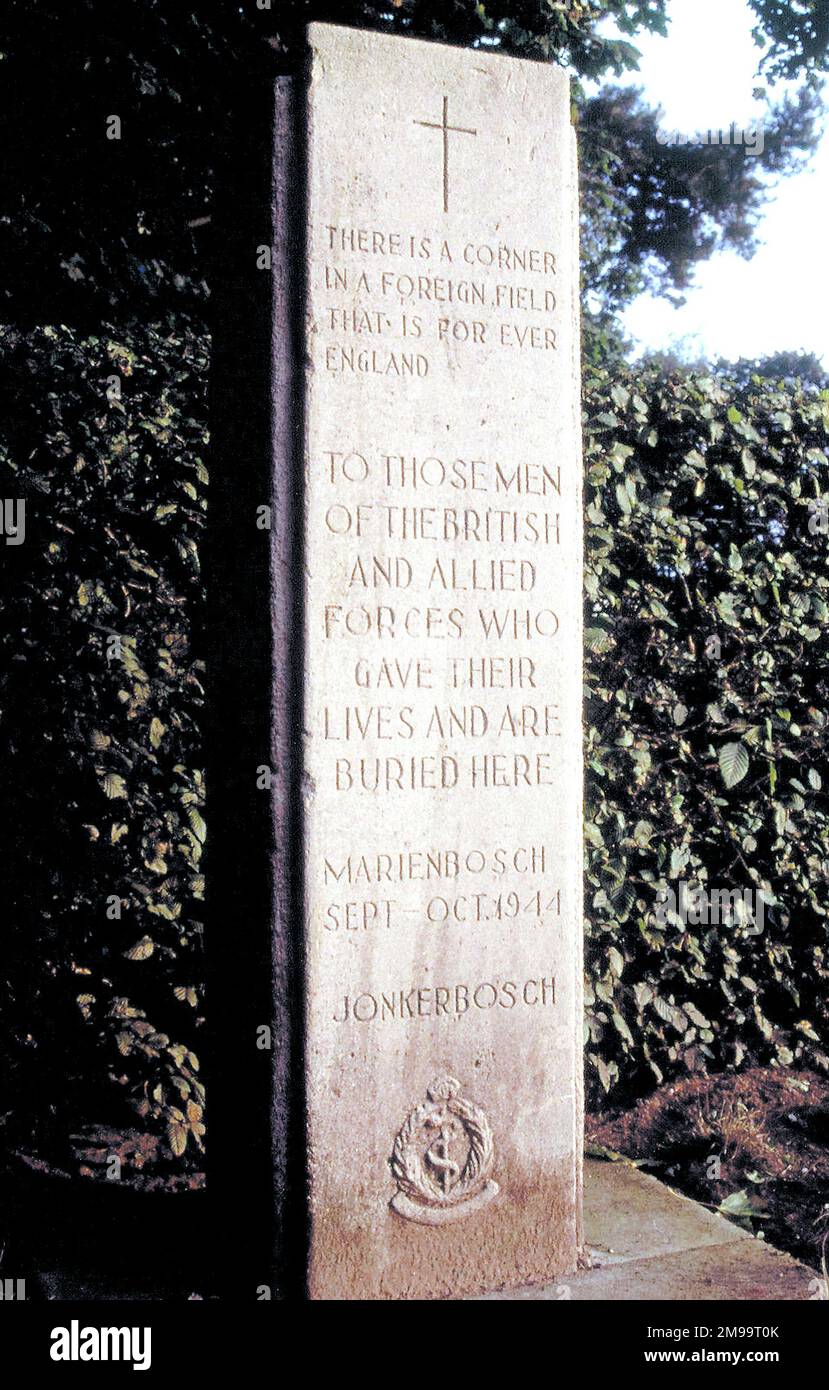 THERE IS A CORNER
IN A FOREIGN FIELD
THAT · IS FOR EVER
ENGLAND
TO THOSE MEN
OF THE BRITISH
AND ALLIED
FORCES WHO
GAVE THEIR
LIVES AND ARE
BURIED HERE
MARIENBOSCH
SEPT - OCT. 1944
JONKERBOSCH
a
a
a
a
alamy
Image ID: 2M99T0K
www.alamy.com